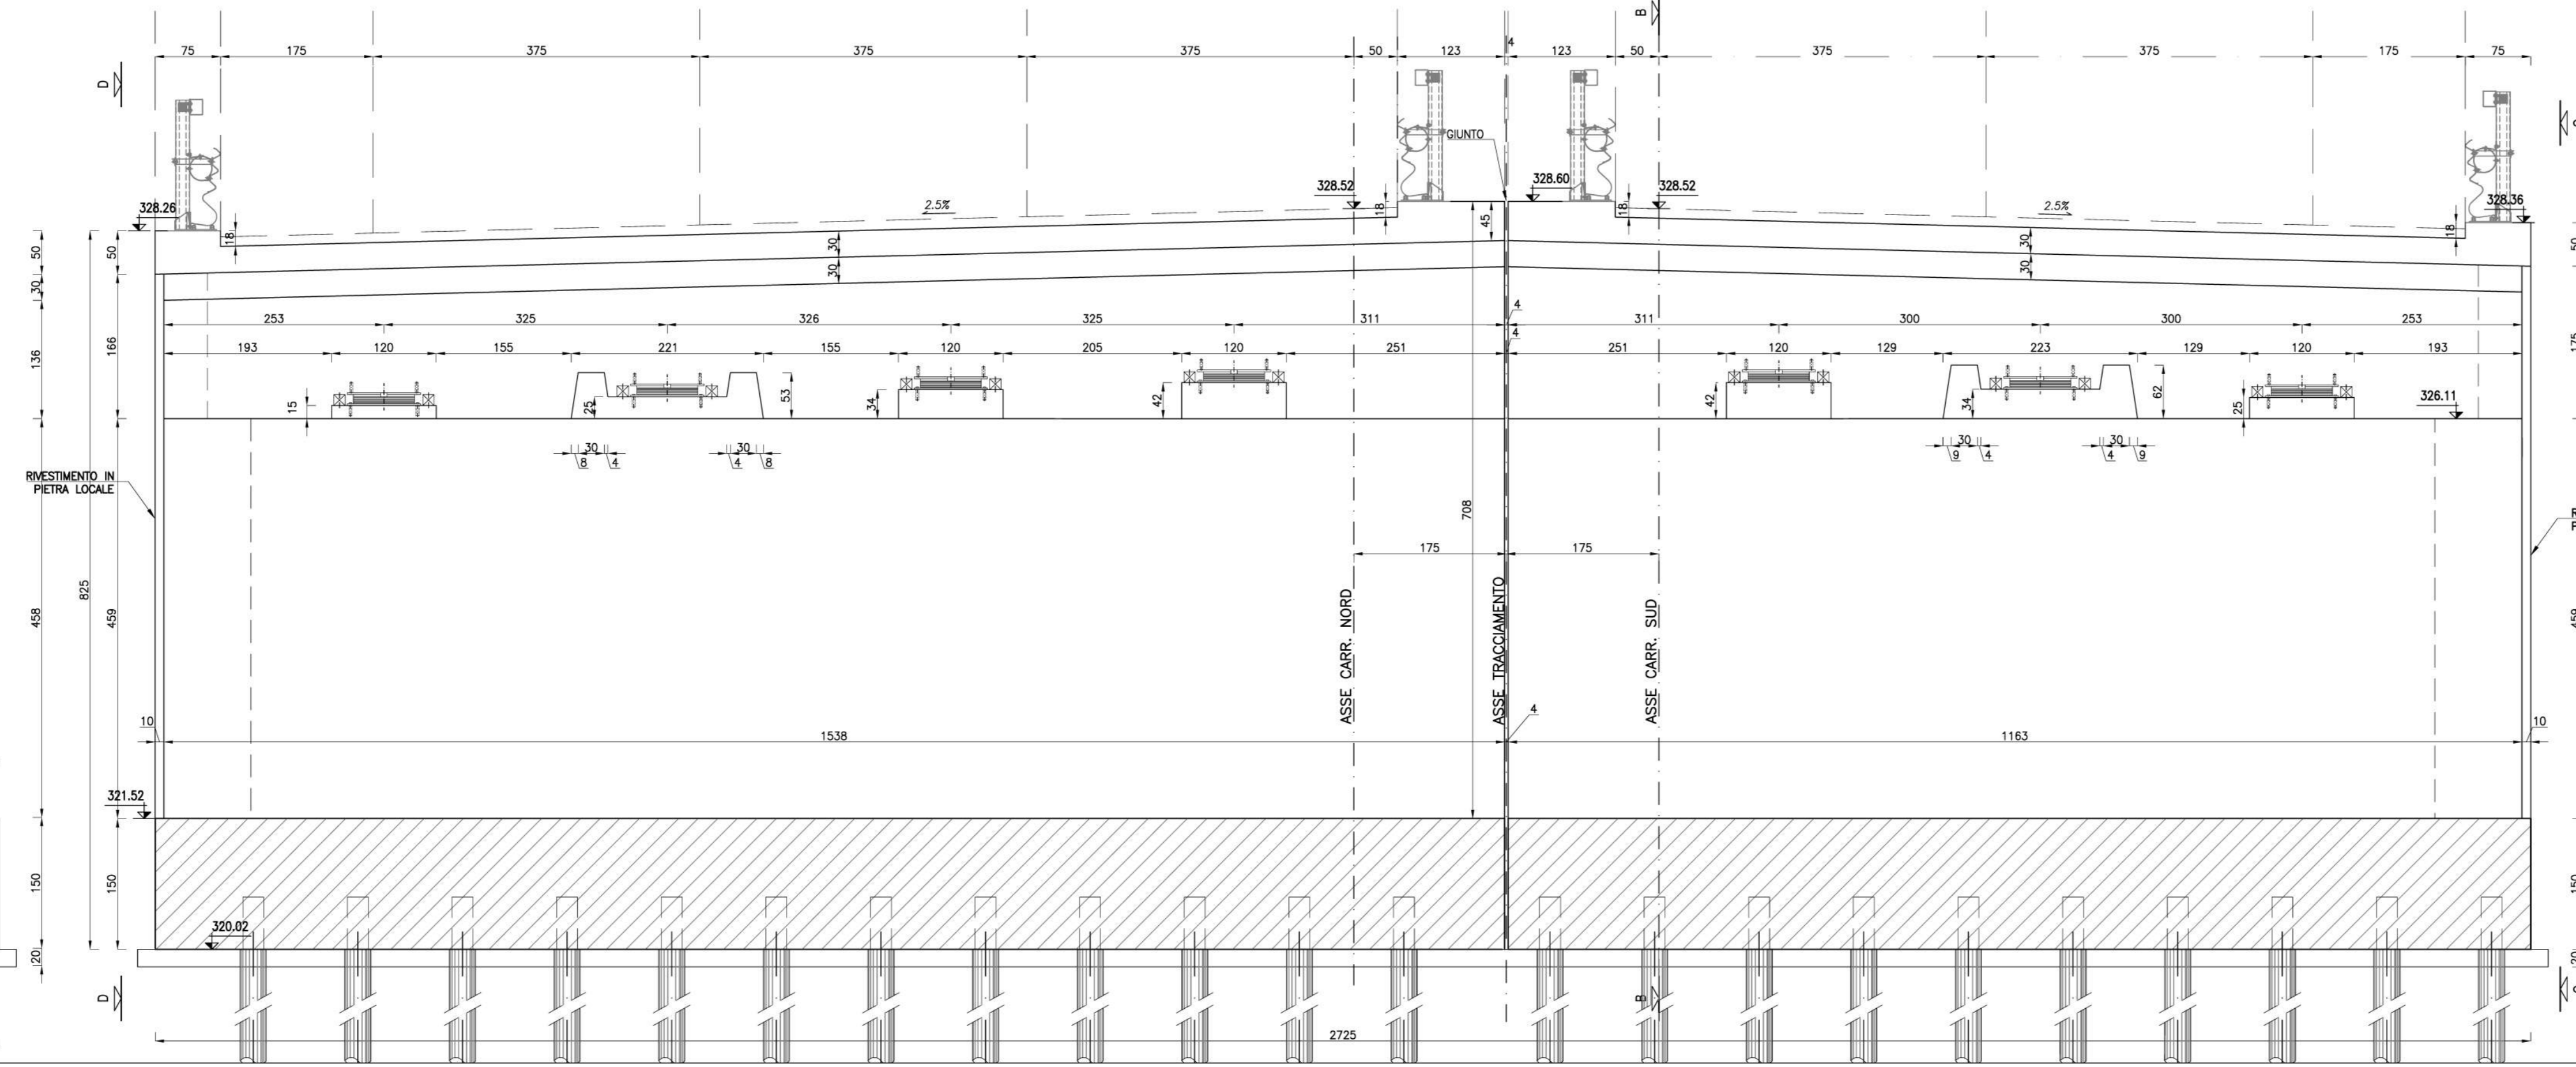 B
75 175 375 375 375 50 123 4 123 50 375 375 175 75
D
GIUNTO
328.26 328.52 328.60 328.52 328.36
2.5% 2.5%
18 18 18 18
45
50 50 30 30 50
30 30 30
253 325 326 325 311 4 311 300 300 253
4
193 120 155 221 155 120 205 120 251 251 120 129 223 129 120 193
136 166 175
15 25 53 34 42 42 34 62 25
326.11
30 30 30 30
8 4 4 8 9 4 4 9
RIVESTIMENTO IN
PIETRA LOCALE
708
175 175
825
458 459 459
ASSE CARR. NORD
ASSE TRACCIAMENTO
ASSE CARR. SUD
10 1538 4 1163 10
321.52
150 150 150
320.02
20 20
D B
2725